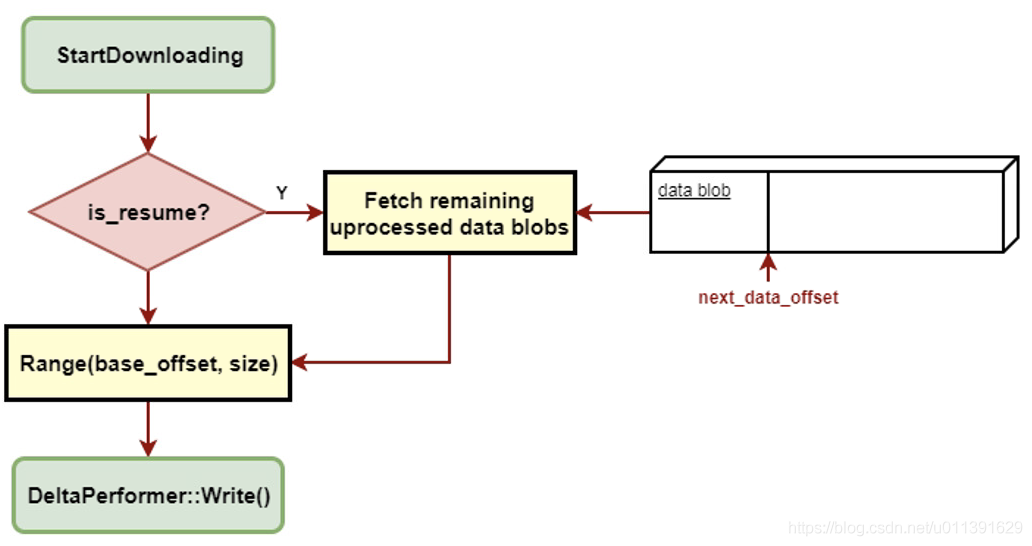 StartDownloading
is_resume?
Y
Fetch remaining
uprocessed data blobs
data blob
next_data_offset
Range(base_offset, size)
DeltaPerformer::Write()
https://blog.csdn.net/u011391629